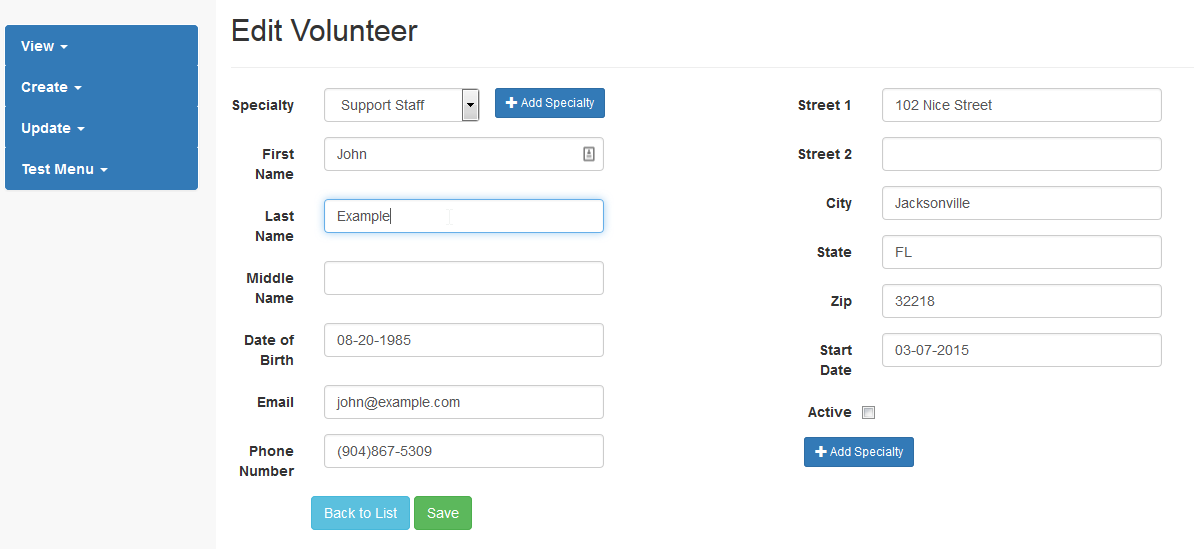 Edit Volunteer
View
Create
Update
Test Menu
Specialty
Support Staff
Add Specialty
First
Name
John
Last
Name
Example
Middle
Name
Date of
Birth
08-20-1985
Email
john@example.com
Phone
Number
(904)867-5309
Back to List
Save
Street 1
102 Nice Street
Street 2
City
Jacksonville
State
FL
Zip
32218
Start
Date
03-07-2015
Active
Add Specialty